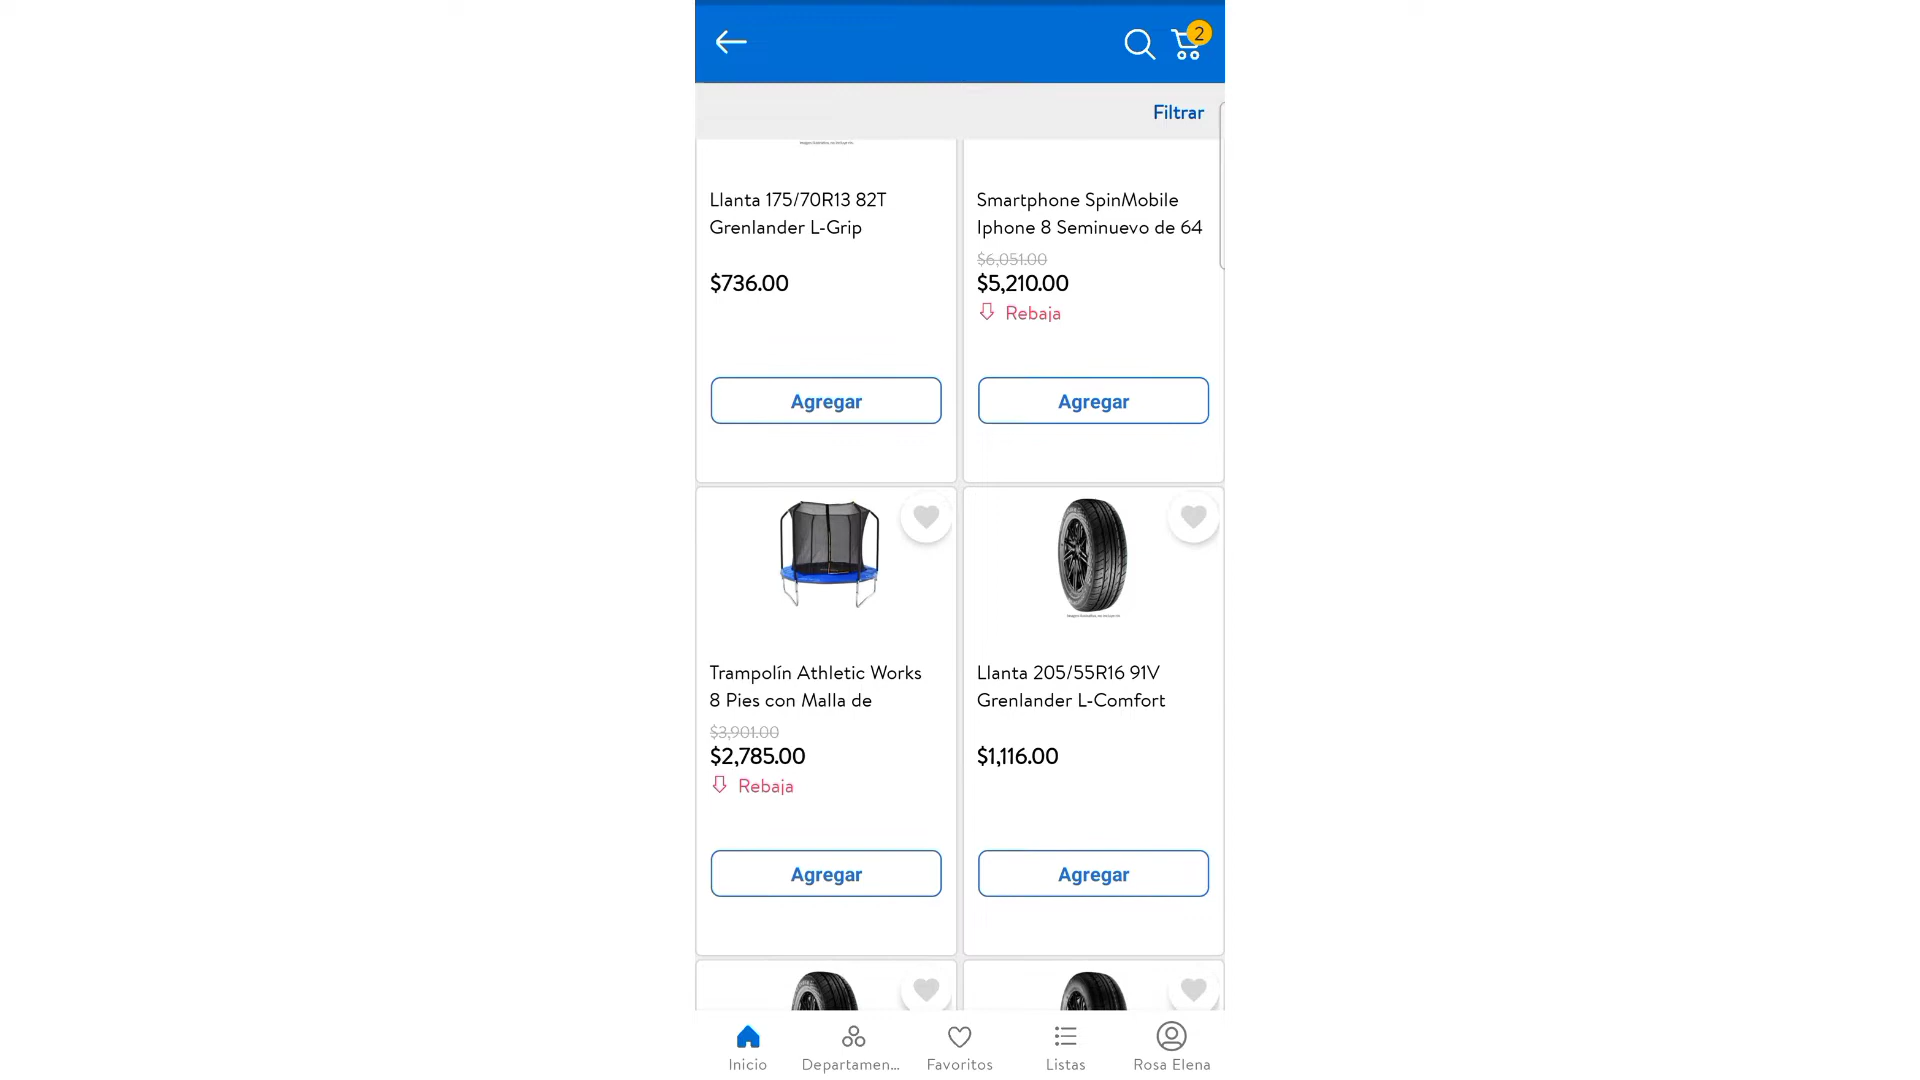 2
Filtrar
Llanta 175/70R13 82T
Grenlander L-Grip
$736.00
Agregar
Smartphone SpinMobile
Iphone 8 Seminuevo de 64
$6,051.00
$5,210.00
Rebaja
Agregar
Trampolín Athletic Works
8 Pies con Malla de
$3,901.00
$2,785.00
Rebaja
Agregar
Llanta 205/55R16 91V
Grenlander L-Comfort
$1,116.00
Agregar
Inicio
Departamen...
Favoritos
Listas
Rosa Elena